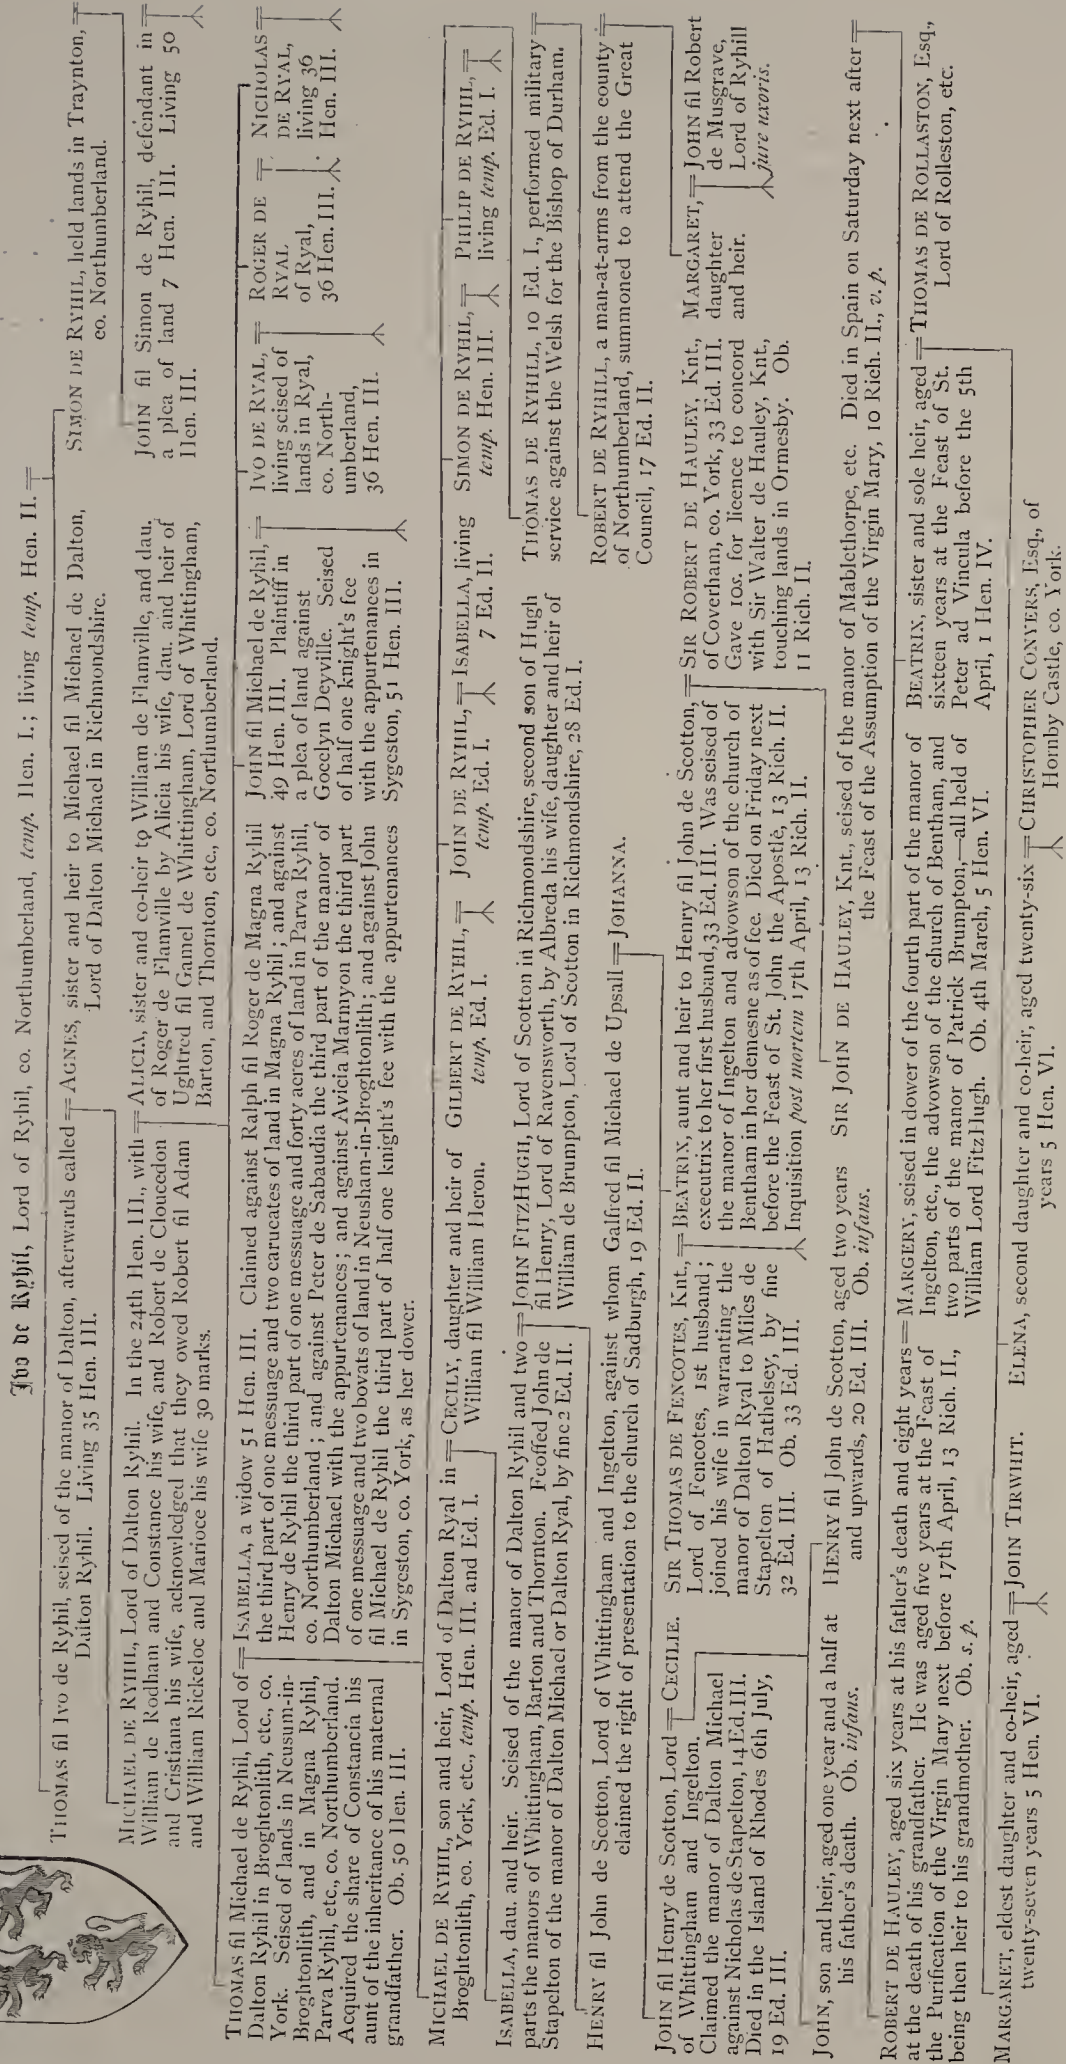 Ivo de Ryhil, Lord of Ryhil, co. Northumberland, temp. Hen. I.; living temp. Hen. II.
THOMAS fil Ivo de Ryhil, seised of the manor of Dalton, afterwards called
Dalton Ryhil. Living 35 Hen. III.
AGNES, sister and heir to Michael fil Michael de Dalton,
Lord of Dalton Michael in Richmondshire.
SIMON DE RYHIL, held lands in Traynton,
co. Northumberland.
MICHAEL DE RYHIL, Lord of Dalton Ryhil. In the 24th Hen. III., with
William de Rodham and Constance his wife, and Robert de Cloucedon
and Cristiana his wife, acknowledged that they owed Robert fil Adam
and William Rickeloc and Marioce his wife 30 marks.
ALICIA, sister and co-heir to William de Flamville, and dau.
of Roger de Flamville by Alicia his wife, dau. and heir of
Ughtred fil Gamel de Whittingham, Lord of Whittingham,
Barton, and Thornton, etc., co. Northumberland.
JOHN fil Simon de Ryhil, defendant in
a plea of land 7 Hen. III. Living 50
Hen. III.
THOMAS fil Michael de Ryhil, Lord of
Dalton Ryhil in Broghtonlith, etc., co.
York. Seised of lands in Neusum-in-
Broghtonlith, and in Magna Ryhil,
Parva Ryhil, etc., co. Northumberland.
Acquired the share of Constancia his
aunt of the inheritance of his maternal
grandfather. Ob. 50 Hen. III.
ISABELLA, a widow 51 Hen. III. Claimed against Ralph fil Roger de Magna Ryhil
the third part of one messuage and two carucates of land in Magna Ryhil; and against
Henry de Ryhil the third part of one messuage and forty acres of land in Parva Ryhil,
co. Northumberland; and against Peter de Sabaudia the third part of the manor of
Dalton Michael with the appurtenances; and against Avicia Marmyon the third part
of one messuage and two bovats of land in Neusham-in-Broghtonlith; and against John
fil Michael de Ryhil the third part of half one knight's fee with the appurtenances
in Sygeston, co. York, as her dower.
JOHN fil Michael de Ryhil,
49 Hen. III. Plaintiff in
a plea of land against
Gocelyn Deyville. Seised
of half one knight's fee
with the appurtenances in
Sygeston, 51 Hen. III.
IVO DE RYAL,
living seised of
lands in Ryal,
co. North-
umberland,
36 Hen. III.
ROGER DE
RYAL
of Ryal,
36 Hen. III.
NICHOLAS
DE RYAL,
living 36
Hen. III.
MICHAEL DE RYHIL, son and heir, Lord of Dalton Ryal in
Broghtonlith, co. York, etc., temp. Hen. III. and Ed. I.
CECILY, daughter and heir of
William fil William Heron.
GILBERT DE RYHIL,
temp. Ed. I.
JOHN DE RYHIL,
temp. Ed. I.
ISABELLA, living
7 Ed. II.
SIMON DE RYHIL,
temp. Hen. III.
PHILIP DE RYHIL,
living temp. Ed. I.
ISABELLA, dau. and heir. Seised of the manor of Dalton Ryhil and two
parts the manors of Whittingham, Barton and Thornton. Feoffed John de
Stapelton of the manor of Dalton Michael or Dalton Ryal, by fine 2 Ed. II.
JOHN FITZHUGH, Lord of Scotton in Richmondshire, second son of Hugh
fil Henry, Lord of Ravensworth, by Albreda his wife, daughter and heir of
William de Brumpton, Lord of Scotton in Richmondshire, 28 Ed. I.
THOMAS DE RYHILL, 10 Ed. I., performed military
service against the Welsh for the Bishop of Durham.
HENRY fil John de Scotton, Lord of Whittingham and Ingelton, against whom Galfred fil Michael de Upsall
claimed the right of presentation to the church of Sadburgh, 19 Ed. II.
JOHANNA.
ROBERT DE RYHILL, a man-at-arms from the county
of Northumberland, summoned to attend the Great
Council, 17 Ed. II.
JOHN fil Henry de Scotton, Lord
of Whittingham and Ingelton.
Claimed the manor of Dalton Michael
against Nicholas de Stapelton, 14 Ed. III.
Died in the Island of Rhodes 6th July,
19 Ed. III.
CECILIE.
SIR THOMAS DE FENCOTES, Knt.,
Lord of Fencotes, 1st husband;
joined his wife in warranting the
manor of Dalton Ryal to Miles de
Stapelton of Hathelsey, by fine
32 Ed. III. Ob. 33 Ed. III.
BEATRIX, aunt and heir to Henry fil John de Scotton,
executrix to her first husband, 33 Ed. III. Was seised of
the manor of Ingelton and advowson of the church of
Bentham in her demesne as of fee. Died on Friday next
before the Feast of St. John the Apostle, 13 Rich. II.
Inquisition post mortem 17th April, 13 Rich. II.
SIR ROBERT DE HAULEY, Knt.,
of Coverham, co. York, 33 Ed. III.
Gave 10s. for licence to concord
with Sir Walter de Hauley, Knt.,
touching lands in Ormesby. Ob.
11 Rich. II.
MARGARET,
daughter
and heir.
JOHN fil Robert
de Musgrave,
Lord of Ryhill
jure uxoris.
JOHN, son and heir, aged one year and a half at
his father's death. Ob. infans.
HENRY fil John de Scotton, aged two years
and upwards, 20 Ed. III. Ob. infans.
SIR JOHN DE HAULEY, Knt., seised of the manor of Mablethorpe, etc. Died in Spain on Saturday next after
the Feast of the Assumption of the Virgin Mary, 10 Rich. II., v. p.
ROBERT DE HAULEY, aged six years at his father's death and eight years
at the death of his grandfather. He was aged five years at the Feast of
the Purification of the Virgin Mary next before 17th April, 13 Rich. II.,
being then heir to his grandmother. Ob. s. p.
MARGERY, seised in dower of the fourth part of the manor of
Ingelton, etc., the advowson of the church of Bentham, and
two parts of the manor of Patrick Brumpton,—all held of
William Lord FitzHugh. Ob. 4th March, 5 Hen. VI.
BEATRIX, sister and sole heir, aged
sixteen years at the Feast of St.
Peter ad Vincula before the 5th
April, 1 Hen. IV.
THOMAS DE ROLLASTON, Esq.,
Lord of Rolleston, etc.
MARGARET, eldest daughter and co-heir, aged
twenty-seven years 5 Hen. VI.
JOHN TIRWHIT.
ELENA, second daughter and co-heir, aged twenty-six
years 5 Hen. VI.
CHRISTOPHER CONYERS, Esq., of
Hornby Castle, co. York.